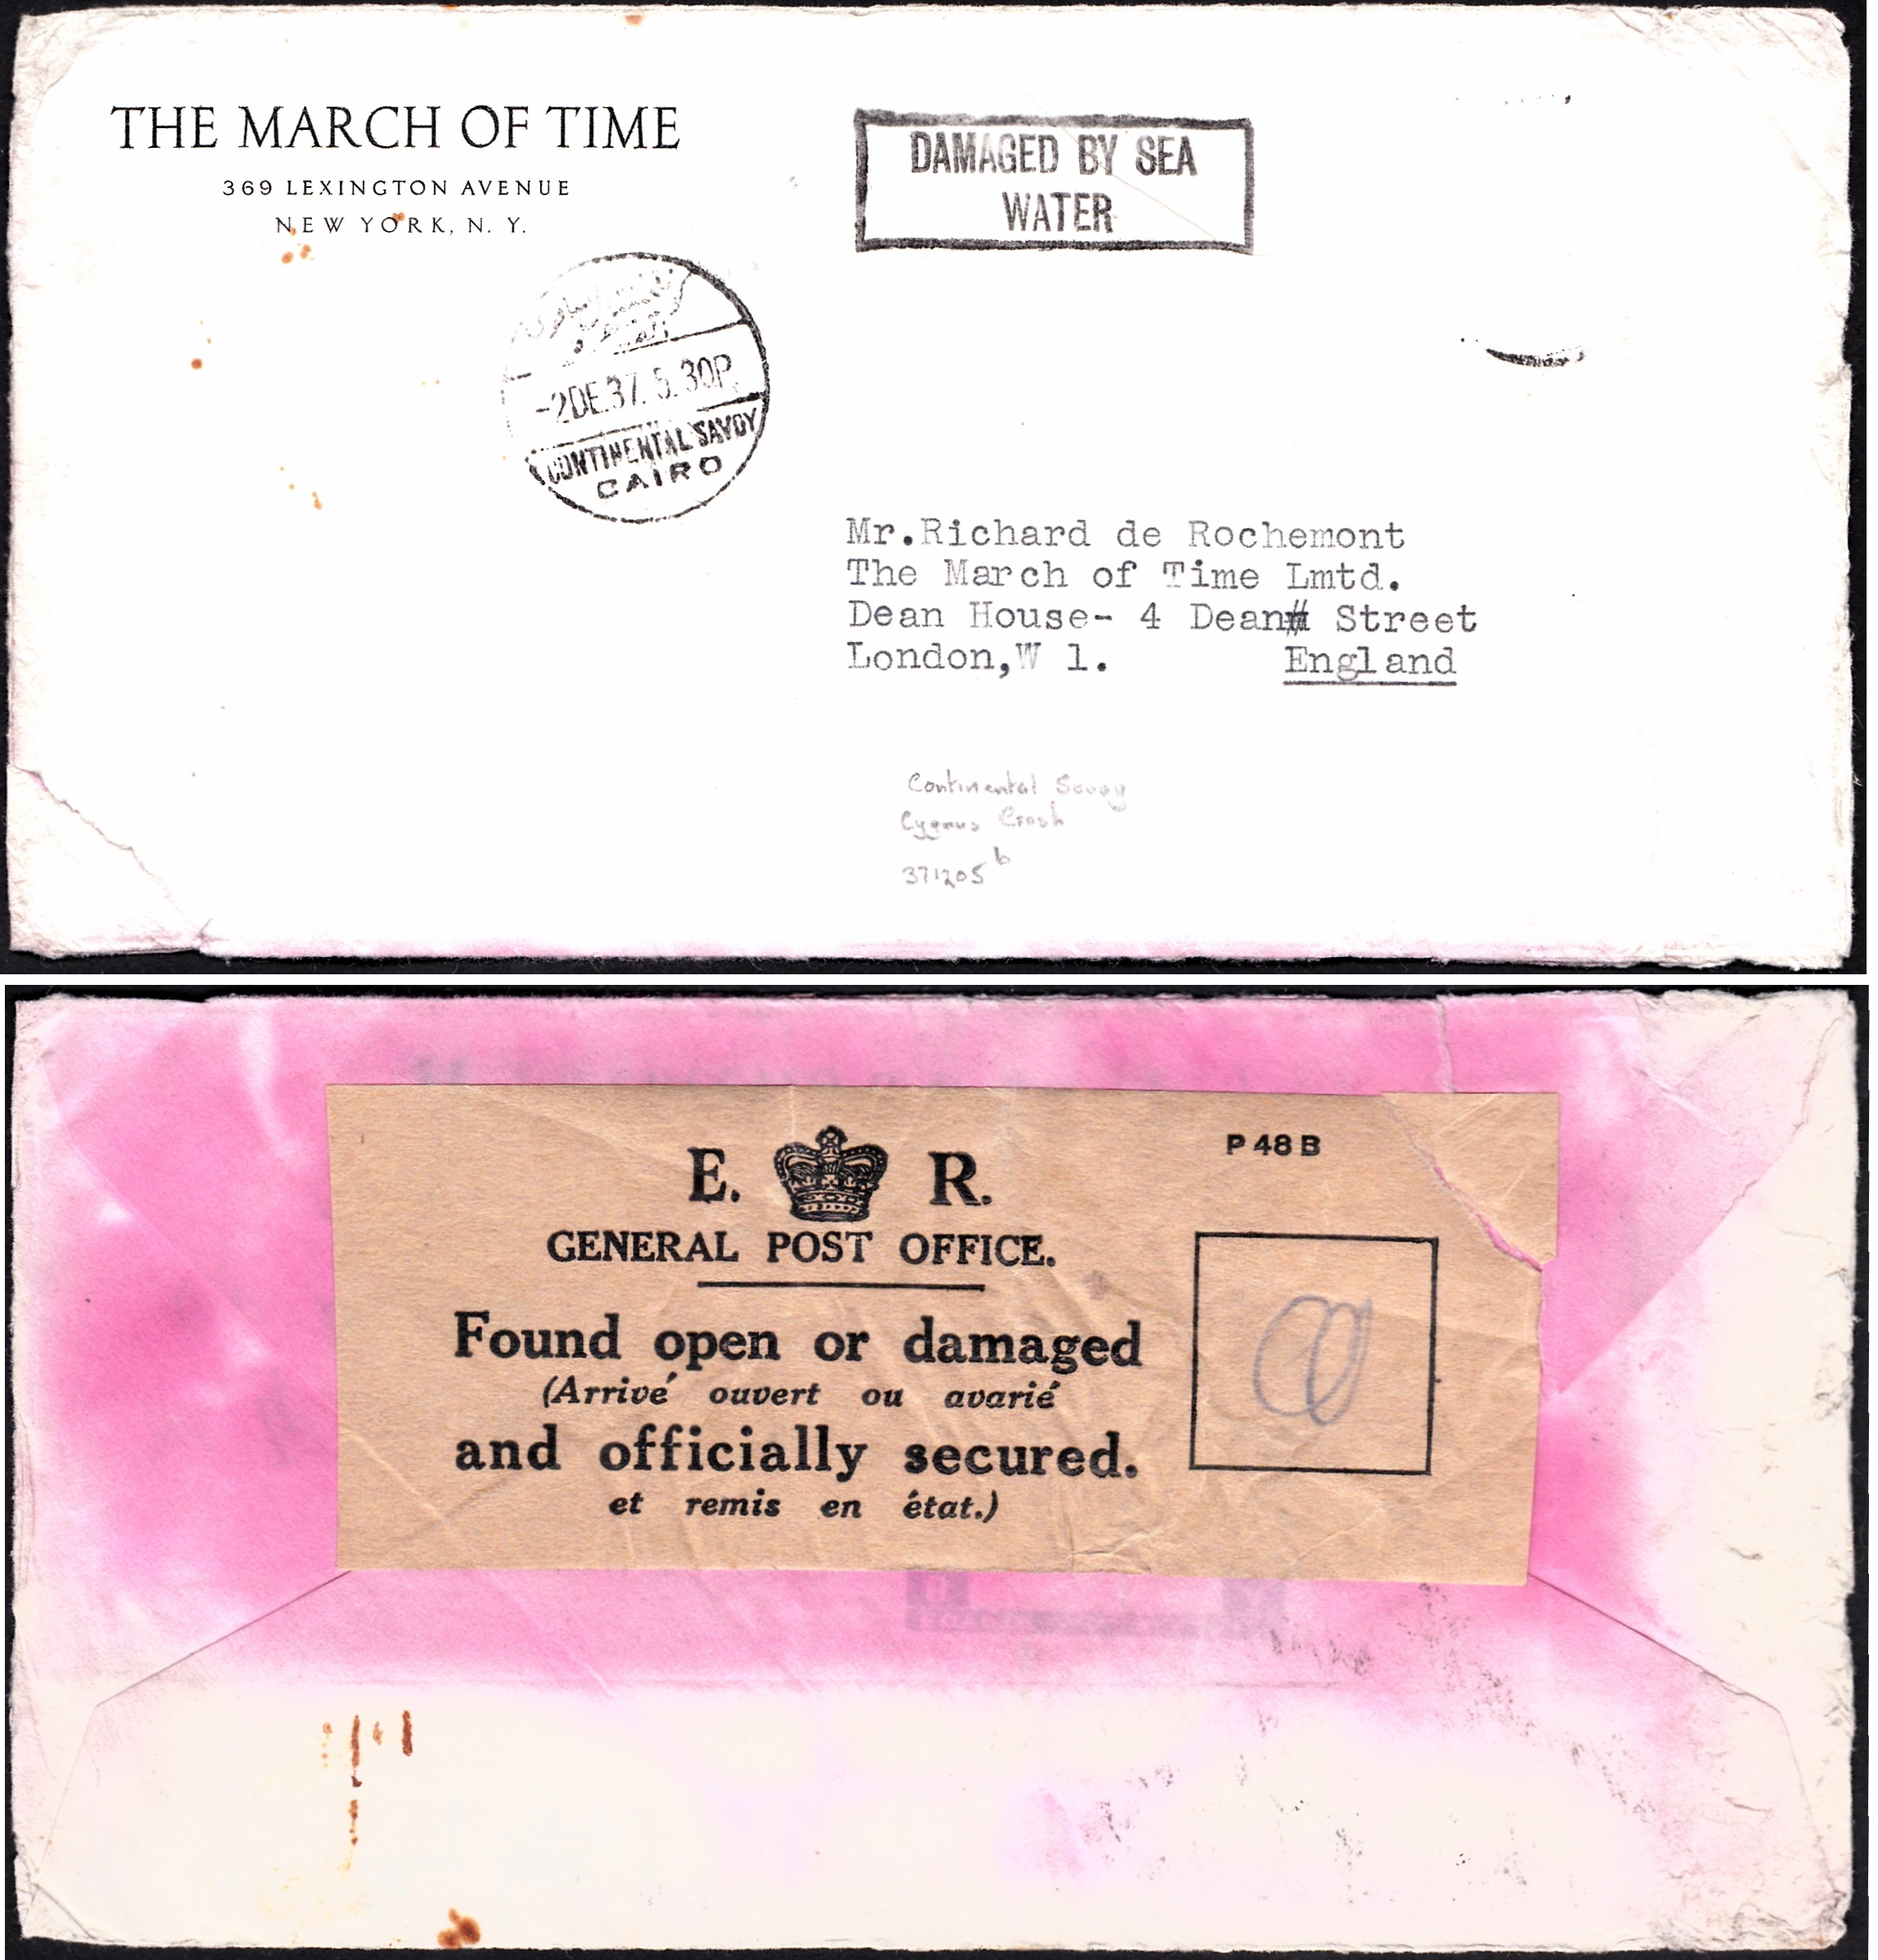 THE MARCH OF TIME
369 LEXINGTON AVENUE
NEW YORK, N. Y.
DAMAGED BY SEA
WATER
-2DE.37. 5.30P.
CONTINENTAL SAVOY
CAIRO
Mr.Richard de Rochemont
The March of Time Lmtd.
Dean House- 4 Dean Street
London,W 1. England
Continental Savoy
Cygnus Crash
371205 b
E. R.
P 48 B
GENERAL POST OFFICE.
Found open or damaged
(Arrivé ouvert ou avarié
and officially secured.
et remis en état.)